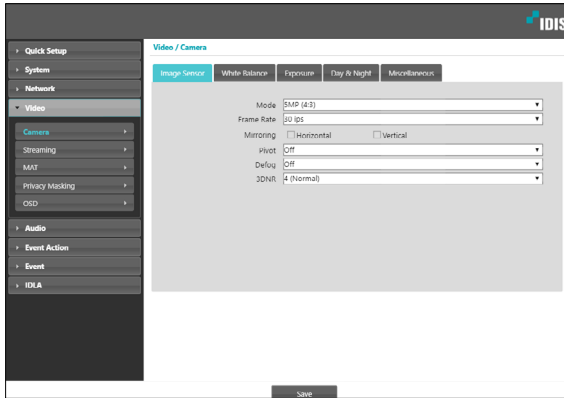 IDIS
Quick Setup
System
Network
Video
Camera
Streaming
MAT
Privacy Masking
OSD
Audio
Event Action
Event
IDLA
Video / Camera
Image Sensor White Balance Exposure Day & Night Miscellaneous
Mode 5MP (4:3)
Frame Rate 30 ips
Mirroring Horizontal Vertical
Pivot Off
Defog Off
3DNR 4 (Normal)
Save